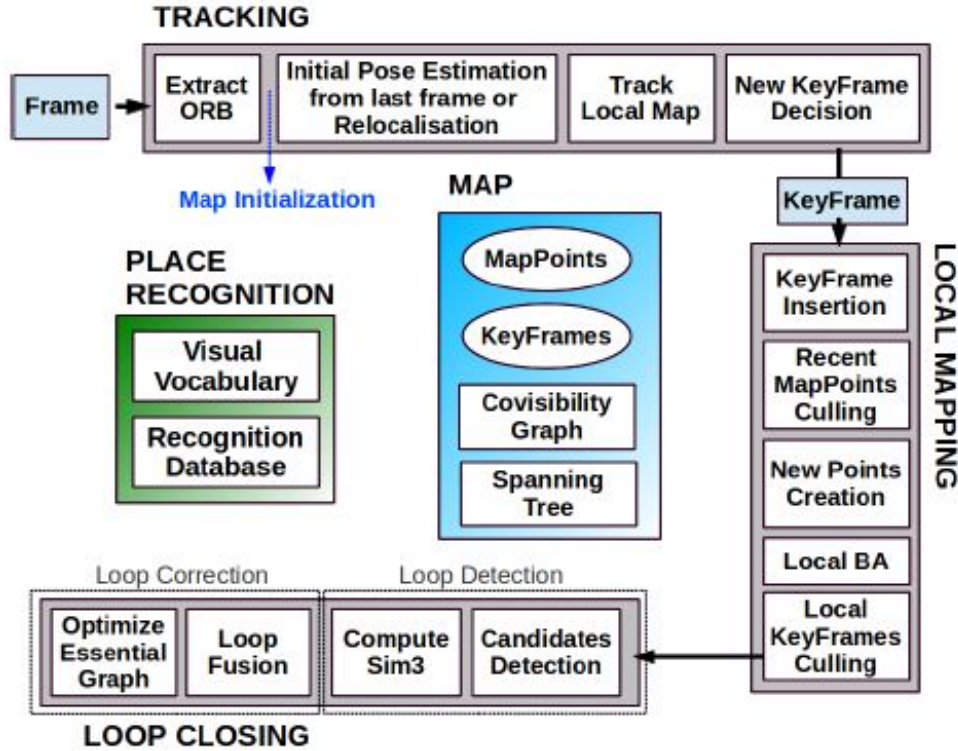 TRACKING
Frame
Extract
ORB
Initial Pose Estimation
from last frame or
Relocalisation
Track
Local Map
New KeyFrame
Decision
Map Initialization
MAP
KeyFrame
PLACE
RECOGNITION
Visual
Vocabulary
Recognition
Database
MapPoints
KeyFrames
Covisibility
Graph
Spanning
Tree
LOCAL MAPPING
KeyFrame
Insertion
Recent
MapPoints
Culling
New Points
Creation
Local BA
Local
KeyFrames
Culling
Loop Correction
Loop Detection
Optimize
Essential
Graph
Loop
Fusion
Compute
Sim3
Candidates
Detection
LOOP CLOSING